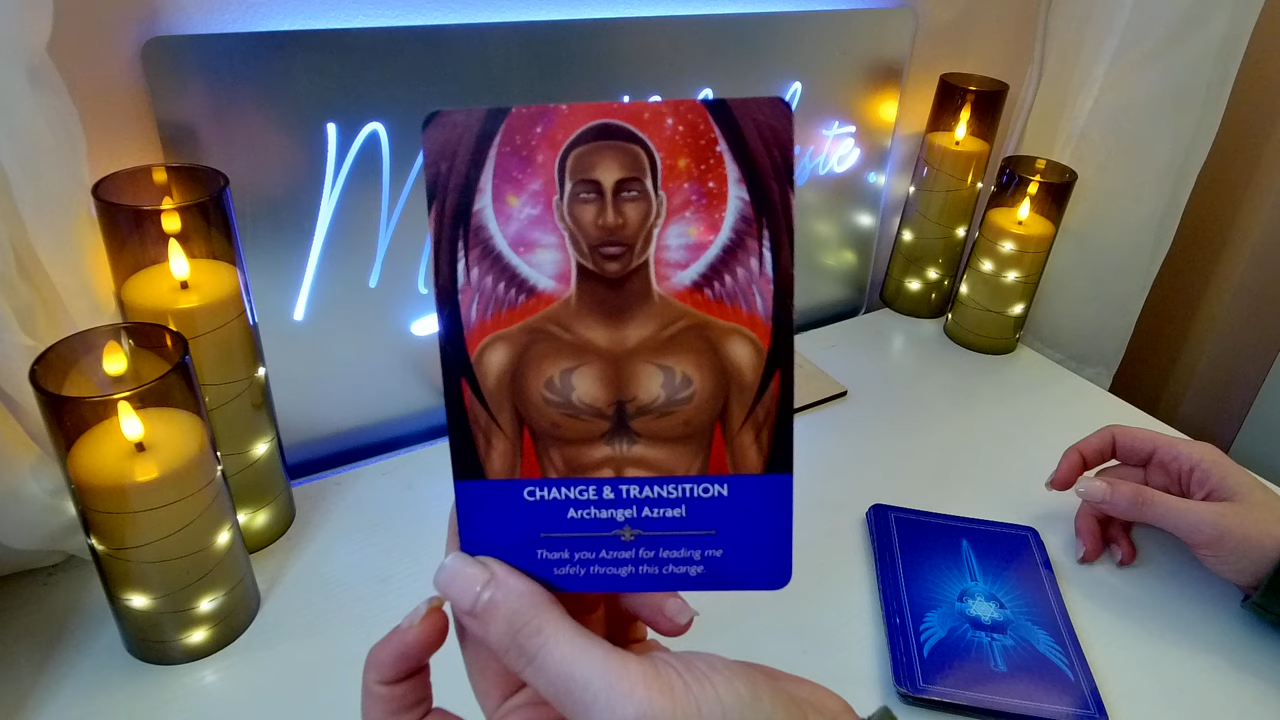 CHANGE & TRANSITION
Archangel Azrael
Thank you Azrael for leading me
safely through this change.